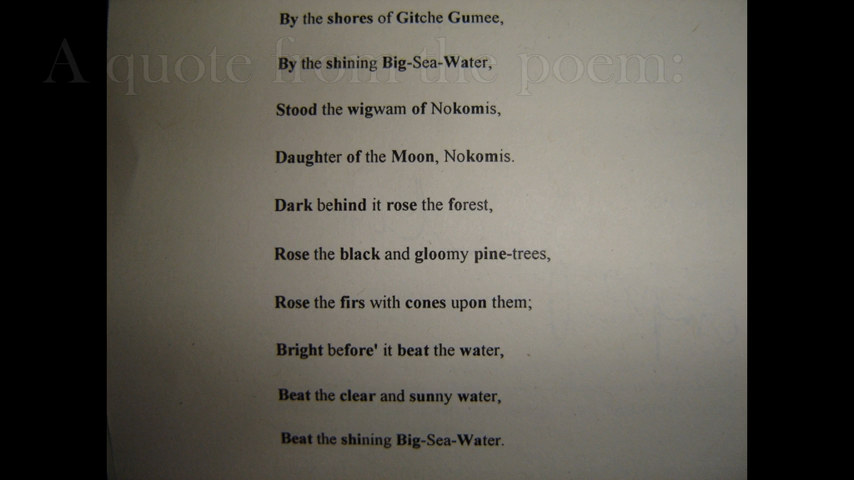 A quote from the poem:
By the shores of Gitche Gumee,
By the shining Big-Sea-Water,
Stood the wigwam of Nokomis,
Daughter of the Moon, Nokomis.
Dark behind it rose the forest,
Rose the black and gloomy pine-trees,
Rose the firs with cones upon them;
Bright before' it beat the water,
Beat the clear and sunny water,
Beat the shining Big-Sea-Water.